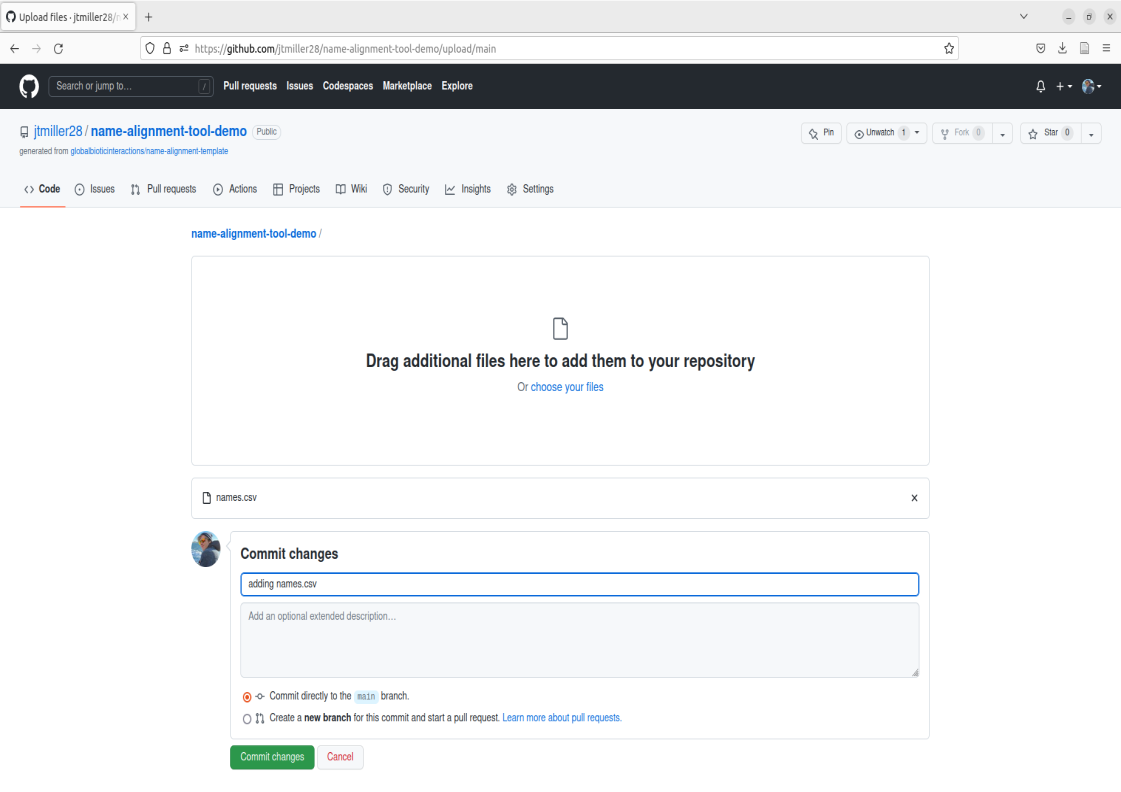 Upload files · jtmiller28/n
https://github.com/jtmiller28/name-alignment-tool-demo/upload/main
Search or jump to... / Pull requests Issues Codespaces Marketplace Explore
jtmiller28 / name-alignment-tool-demo Public Pin Unwatch 1 Fork 0 Star 0
generated from globalbioticinteractions/name-alignment-template
Code Issues Pull requests Actions Projects Wiki Security Insights Settings
name-alignment-tool-demo /
Drag additional files here to add them to your repository
Or choose your files
names.csv
Commit changes
adding names.csv
Add an optional extended description…
Commit directly to the main branch.
Create a new branch for this commit and start a pull request. Learn more about pull requests.
Commit changes Cancel